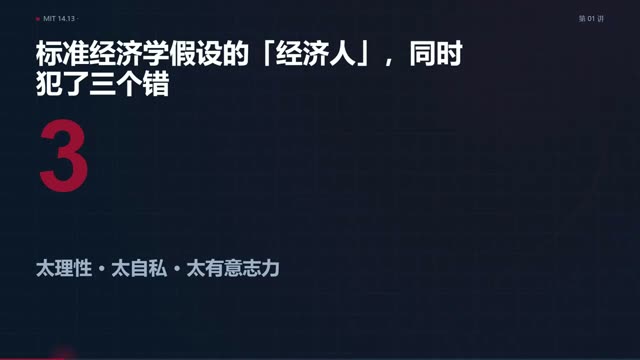 MIT 14.13 ·
第 01 讲
标准经济学假设的「经济人」，同时
犯了三个错
3
太理性 · 太自私 · 太有意志力